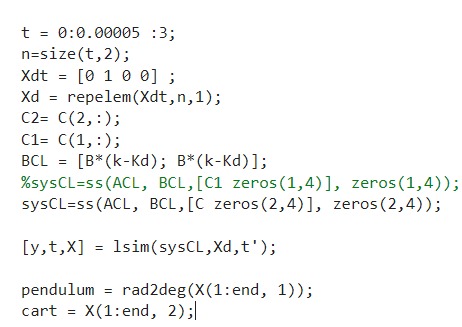 t = 0:0.00005 :3;
n=size(t,2);
Xdt = [0 1 0 0] ;
Xd = repelem(Xdt,n,1);
C2= C(2,:);
C1= C(1,:);
BCL = [B*(k-Kd); B*(k-Kd)];
%sysCL=ss(ACL, BCL,[C1 zeros(1,4)], zeros(1,4));
sysCL=ss(ACL, BCL,[C zeros(2,4)], zeros(2,4));
[y,t,X] = lsim(sysCL,Xd,t');
pendulum = rad2deg(X(1:end, 1));
cart = X(1:end, 2);